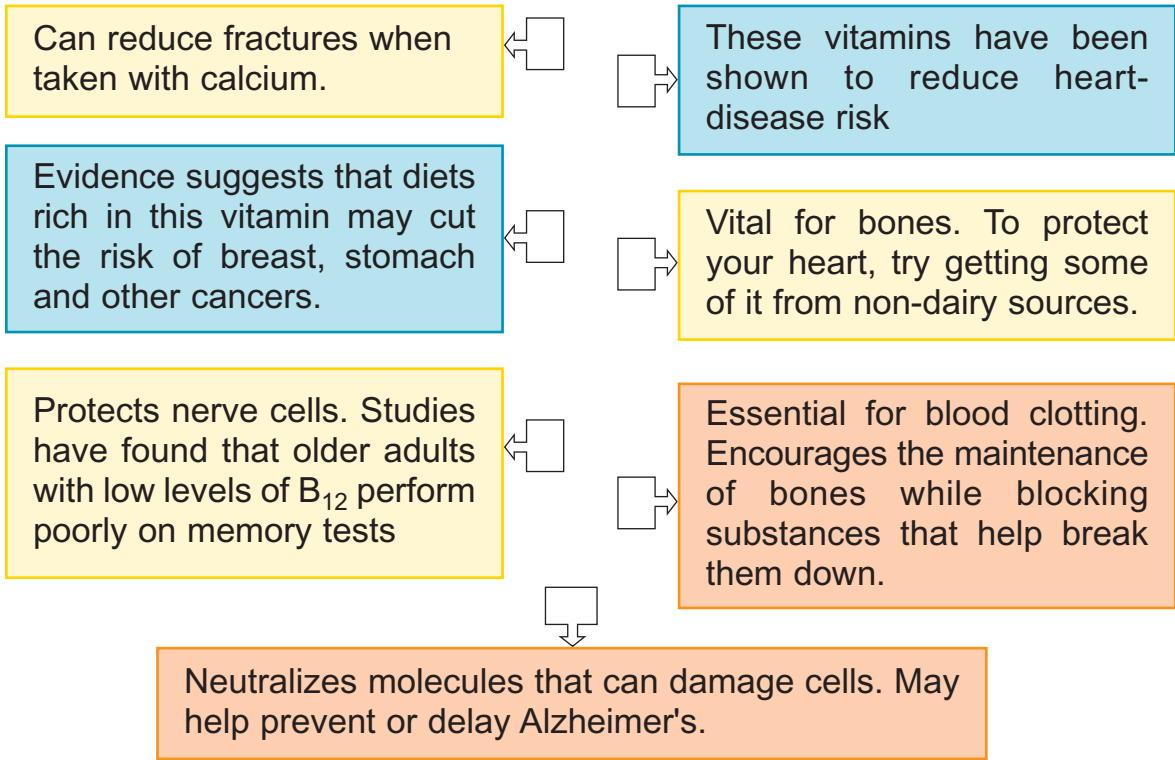 Can reduce fractures when
taken with calcium.
These vitamins have been
shown to reduce heart-
disease risk
Evidence suggests that diets
rich in this vitamin may cut
the risk of breast, stomach
and other cancers.
Vital for bones. To protect
your heart, try getting some
of it from non-dairy sources.
Protects nerve cells. Studies
have found that older adults
with low levels of B₁₂ perform
poorly on memory tests
Essential for blood clotting.
Encourages the maintenance
of bones while blocking
substances that help break
them down.
Neutralizes molecules that can damage cells. May
help prevent or delay Alzheimer's.